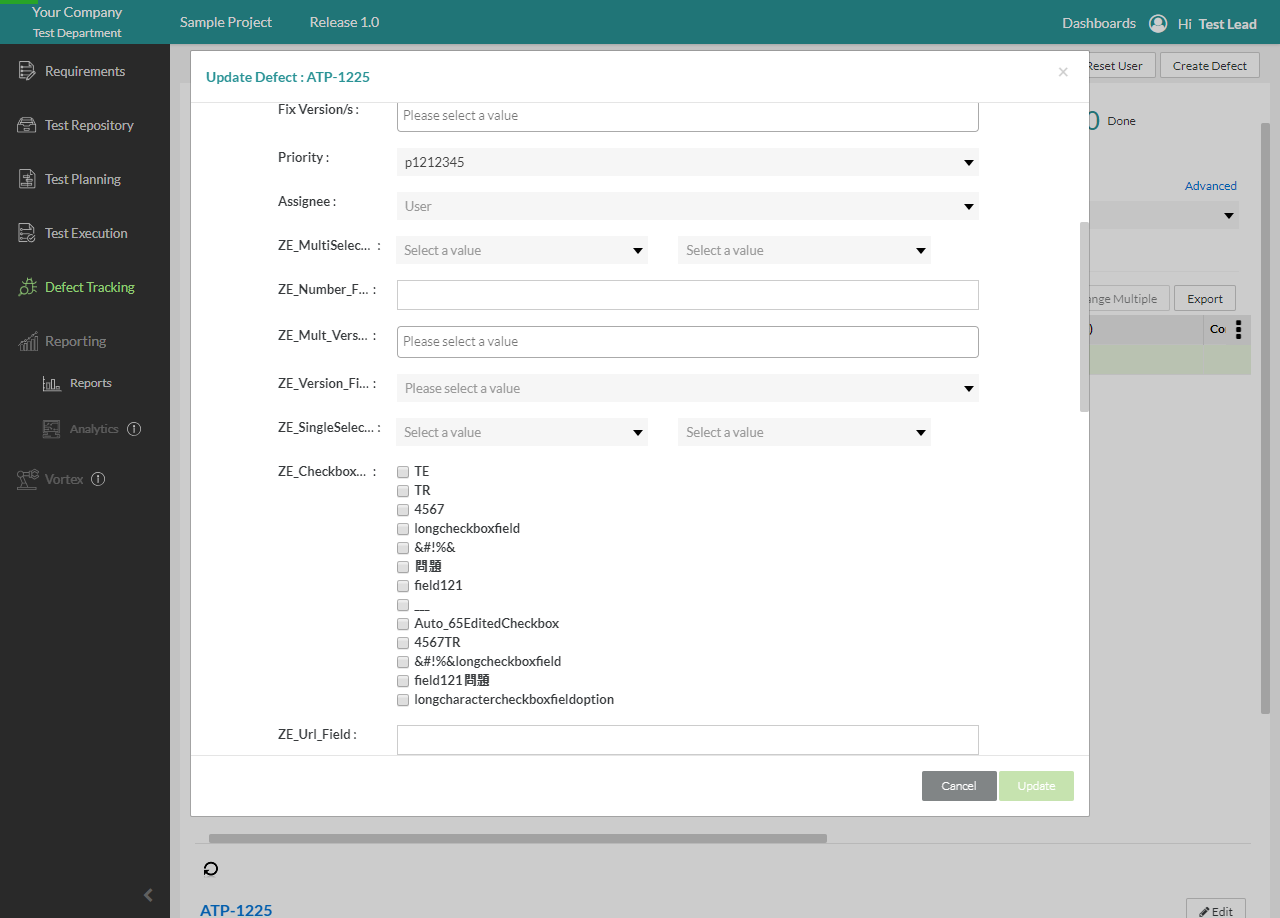 Your Company
Test Department
Sample Project
Release 1.0
Dashboards
Hi Test Lead
Requirements
Test Repository
Test Planning
Test Execution
Defect Tracking
Reporting
Reports
Analytics
Vortex
Update Defect : ATP-1225
×
Reset User
Create Defect
Done
Advanced
Export
Fix Version/s :
Please select a value
Priority :
p1212345
Assignee :
User
ZE_MultiSelec... :
Select a value
Select a value
ZE_Number_F... :
ZE_Mult_Vers... :
Please select a value
ZE_Version_Fi... :
Please select a value
ZE_SingleSelec... :
Select a value
Select a value
ZE_Checkbox... :
TE
TR
4567
longcheckboxfield
&#!%&
問題
field121
___
Auto_65EditedCheckbox
4567TR
&#!%&longcheckboxfield
field121問題
longcharactercheckboxfieldoption
ZE_Url_Field :
Cancel
Update
ATP-1225
Edit